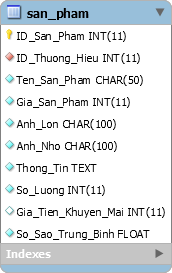 san_pham
ID_San_Pham INT(11)
ID_Thuong_Hieu INT(11)
Ten_San_Pham CHAR(50)
Gia_San_Pham INT(11)
Anh_Lon CHAR(100)
Anh_Nho CHAR(100)
Thong_Tin TEXT
So_Luong INT(11)
Gia_Tien_Khuyen_Mai INT(11)
So_Sao_Trung_Binh FLOAT
Indexes